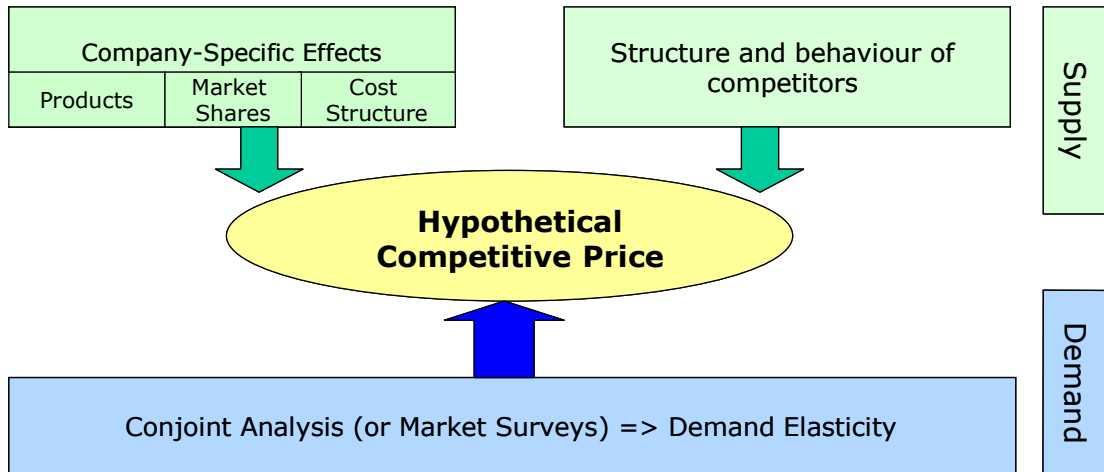 Company-Specific Effects
Products
Market
Shares
Cost
Structure
Structure and behaviour of
competitors
Supply
Hypothetical
Competitive Price
Demand
Conjoint Analysis (or Market Surveys) => Demand Elasticity